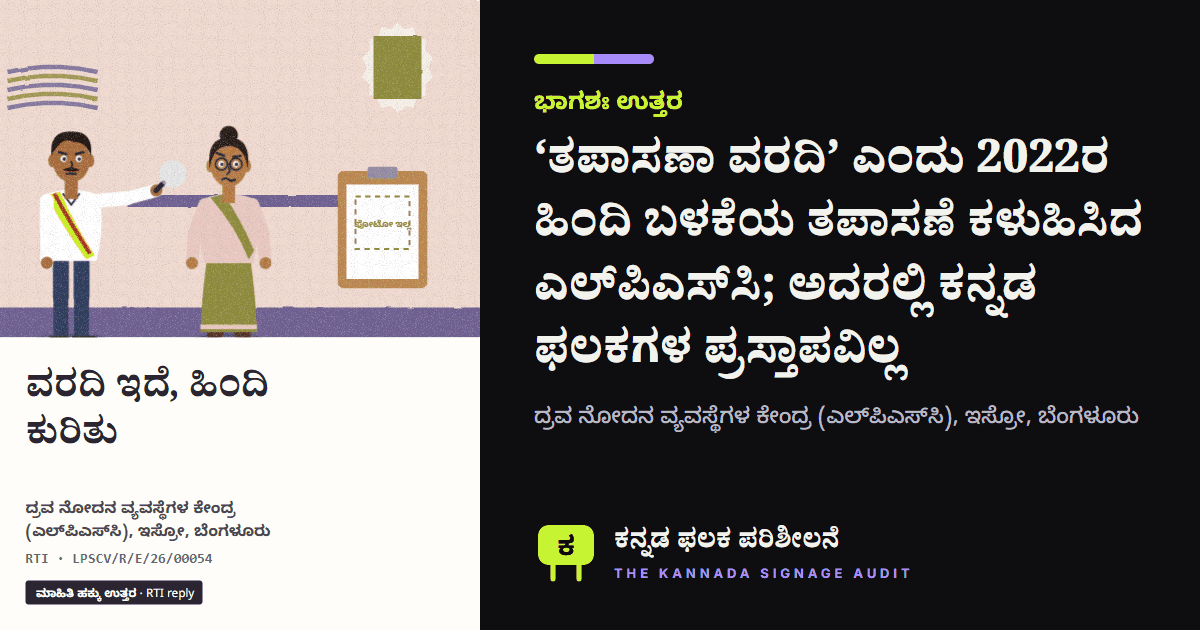 ಫೋಟೋ ಇಲ್ಲ
ವರದಿ ಇದೆ, ಹಿಂದಿ
ಕುರಿತು
ದ್ರವ ನೋದನ ವ್ಯವಸ್ಥೆಗಳ ಕೇಂದ್ರ
(ಎಲ್‌ಪಿಎಸ್‌ಸಿ), ಇಸ್ರೋ, ಬೆಂಗಳೂರು
RTI · LPSCV/R/E/26/00054
ಮಾಹಿತಿ ಹಕ್ಕು ಉತ್ತರ · RTI reply
ಭಾಗಶಃ ಉತ್ತರ
‘ತಪಾಸಣಾ ವರದಿ’ ಎಂದು 2022ರ
ಹಿಂದಿ ಬಳಕೆಯ ತಪಾಸಣೆ ಕಳುಹಿಸಿದ
ಎಲ್‌ಪಿಎಸ್‌ಸಿ; ಅದರಲ್ಲಿ ಕನ್ನಡ
ಫಲಕಗಳ ಪ್ರಸ್ತಾಪವಿಲ್ಲ
ದ್ರವ ನೋದನ ವ್ಯವಸ್ಥೆಗಳ ಕೇಂದ್ರ (ಎಲ್‌ಪಿಎಸ್‌ಸಿ), ಇಸ್ರೋ, ಬೆಂಗಳೂರು
ಕ
ಕನ್ನಡ ಫಲಕ ಪರಿಶೀಲನೆ
THE KANNADA SIGNAGE AUDIT